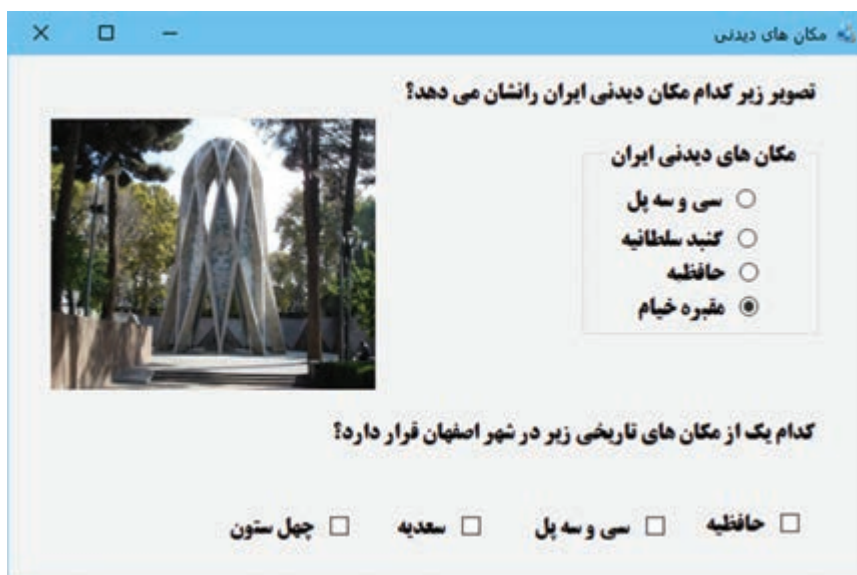 مکان های دیدنی
تصویر زیر کدام مکان دیدنی ایران رانشان می دهد؟
مکان های دیدنی ایران
سی و سه پل
گنبد سلطانیه
حافظیه
مقبره خیام
کدام یک از مکان های تاریخی زیر در شهر اصفهان قرار دارد؟
حافظیه سی و سه پل سعدیه چهل ستون